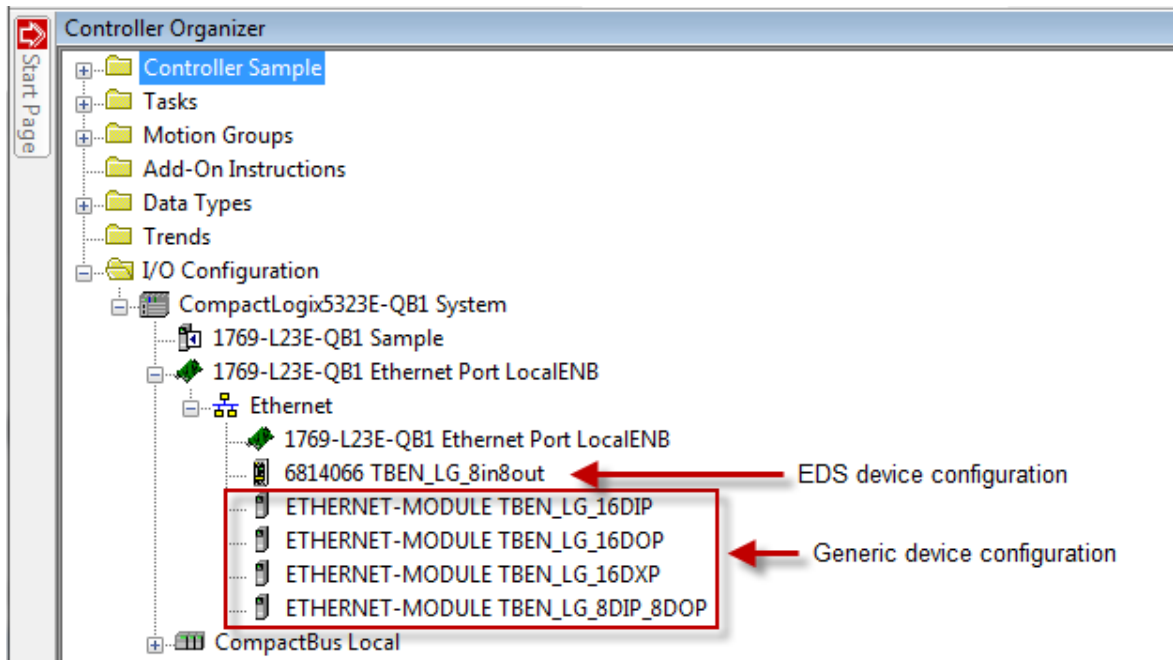 Controller Organizer
Start Page
Controller Sample
Tasks
Motion Groups
Add-On Instructions
Data Types
Trends
I/O Configuration
CompactLogix5323E-QB1 System
1769-L23E-QB1 Sample
1769-L23E-QB1 Ethernet Port LocalENB
Ethernet
1769-L23E-QB1 Ethernet Port LocalENB
6814066 TBEN_LG_8in8out
EDS device configuration
ETHERNET-MODULE TBEN_LG_16DIP
ETHERNET-MODULE TBEN_LG_16DOP
Generic device configuration
ETHERNET-MODULE TBEN_LG_16DXP
ETHERNET-MODULE TBEN_LG_8DIP_8DOP
CompactBus Local